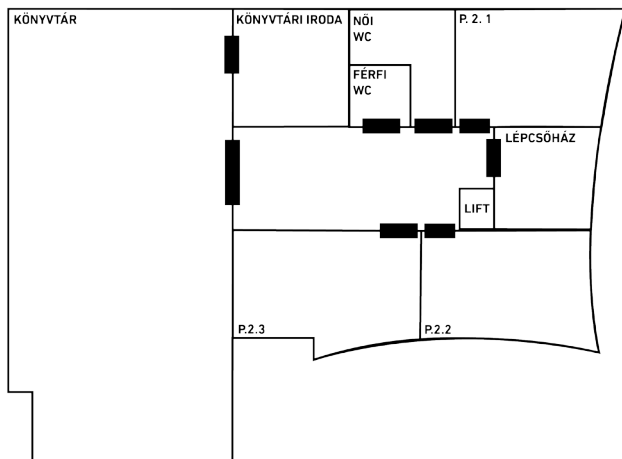 KÖNYVTÁR
KÖNYVTÁRI IRODA
NŐI
WC
P. 2. 1
FÉRFI
WC
LÉPCSŐHÁZ
LIFT
P.2.3
P.2.2